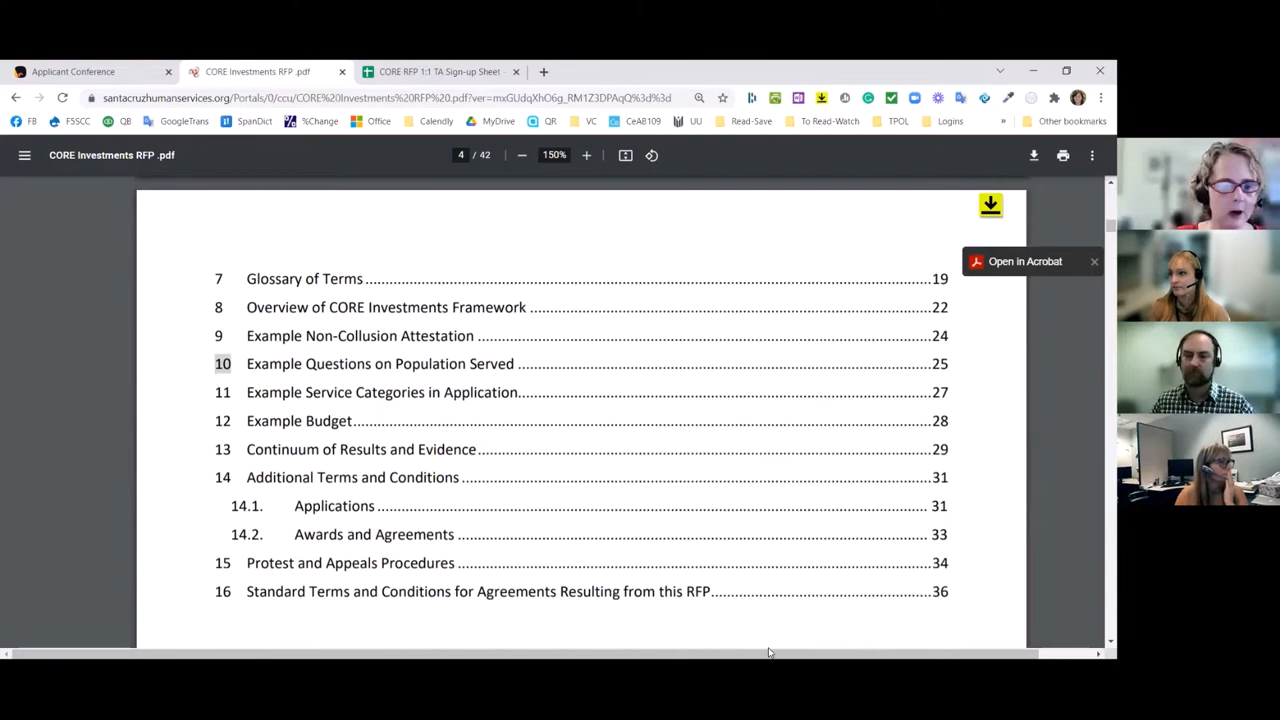 Applicant Conference
CORE Investments RFP .pdf
CORE RFP 1:1 TA Sign-up Sheet -
santacruzhumanservices.org/Portals/0/ccu/CORE%20Investments%20RFP%20.pdf?ver=mxGUdqXhO6g_RM1Z3DPAqQ%3d%3d
FB F5SCC QB GoogleTrans SpanDict %Change Office Calendly MyDrive QR VC CeAB109 UU Read-Save To Read-Watch TPOL Logins » Other bookmarks
CORE Investments RFP .pdf 4 / 42 150%
Open in Acrobat
7 Glossary of Terms 19
8 Overview of CORE Investments Framework 22
9 Example Non-Collusion Attestation 24
10 Example Questions on Population Served 25
11 Example Service Categories in Application 27
12 Example Budget 28
13 Continuum of Results and Evidence 29
14 Additional Terms and Conditions 31
14.1. Applications 31
14.2. Awards and Agreements 33
15 Protest and Appeals Procedures 34
16 Standard Terms and Conditions for Agreements Resulting from this RFP 36